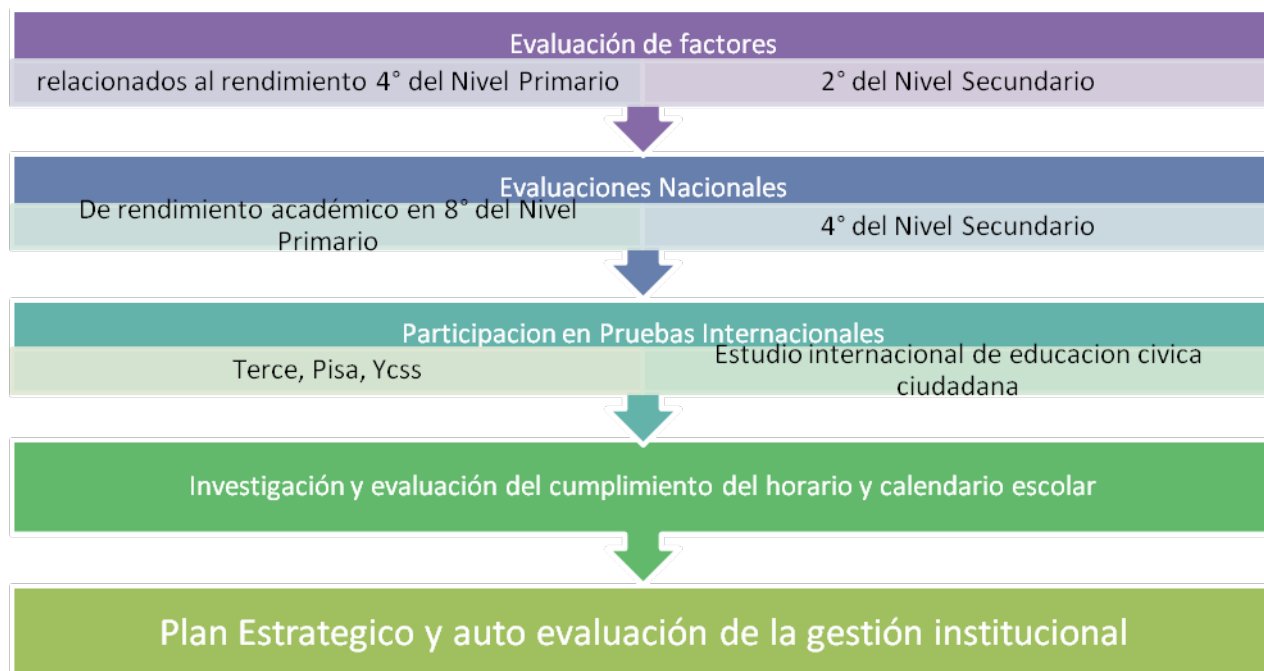 Evaluación de factores
relacionados al rendimiento 4° del Nivel Primario
2° del Nivel Secundario
Evaluaciones Nacionales
De rendimiento académico en 8° del Nivel
Primario
4° del Nivel Secundario
Participacion en Pruebas Internacionales
Terce, Pisa, Ycss
Estudio internacional de educacion civica
ciudadana
Investigación y evaluación del cumplimiento del horario y calendario escolar
Plan Estrategico y auto evaluación de la gestión institucional